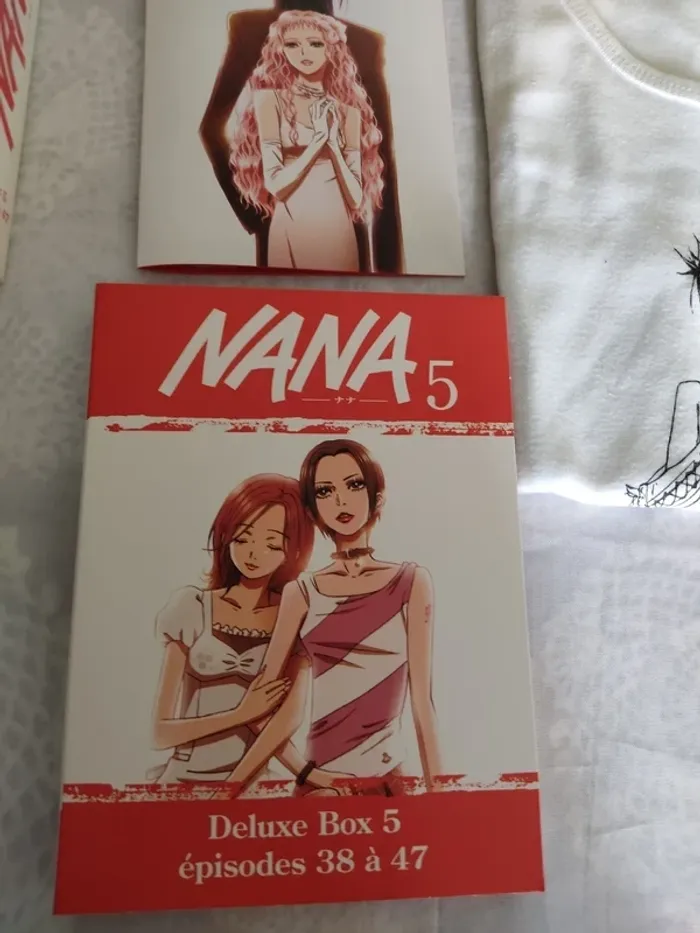 NANA 5
ナナ
Deluxe Box 5
épisodes 38 à 47